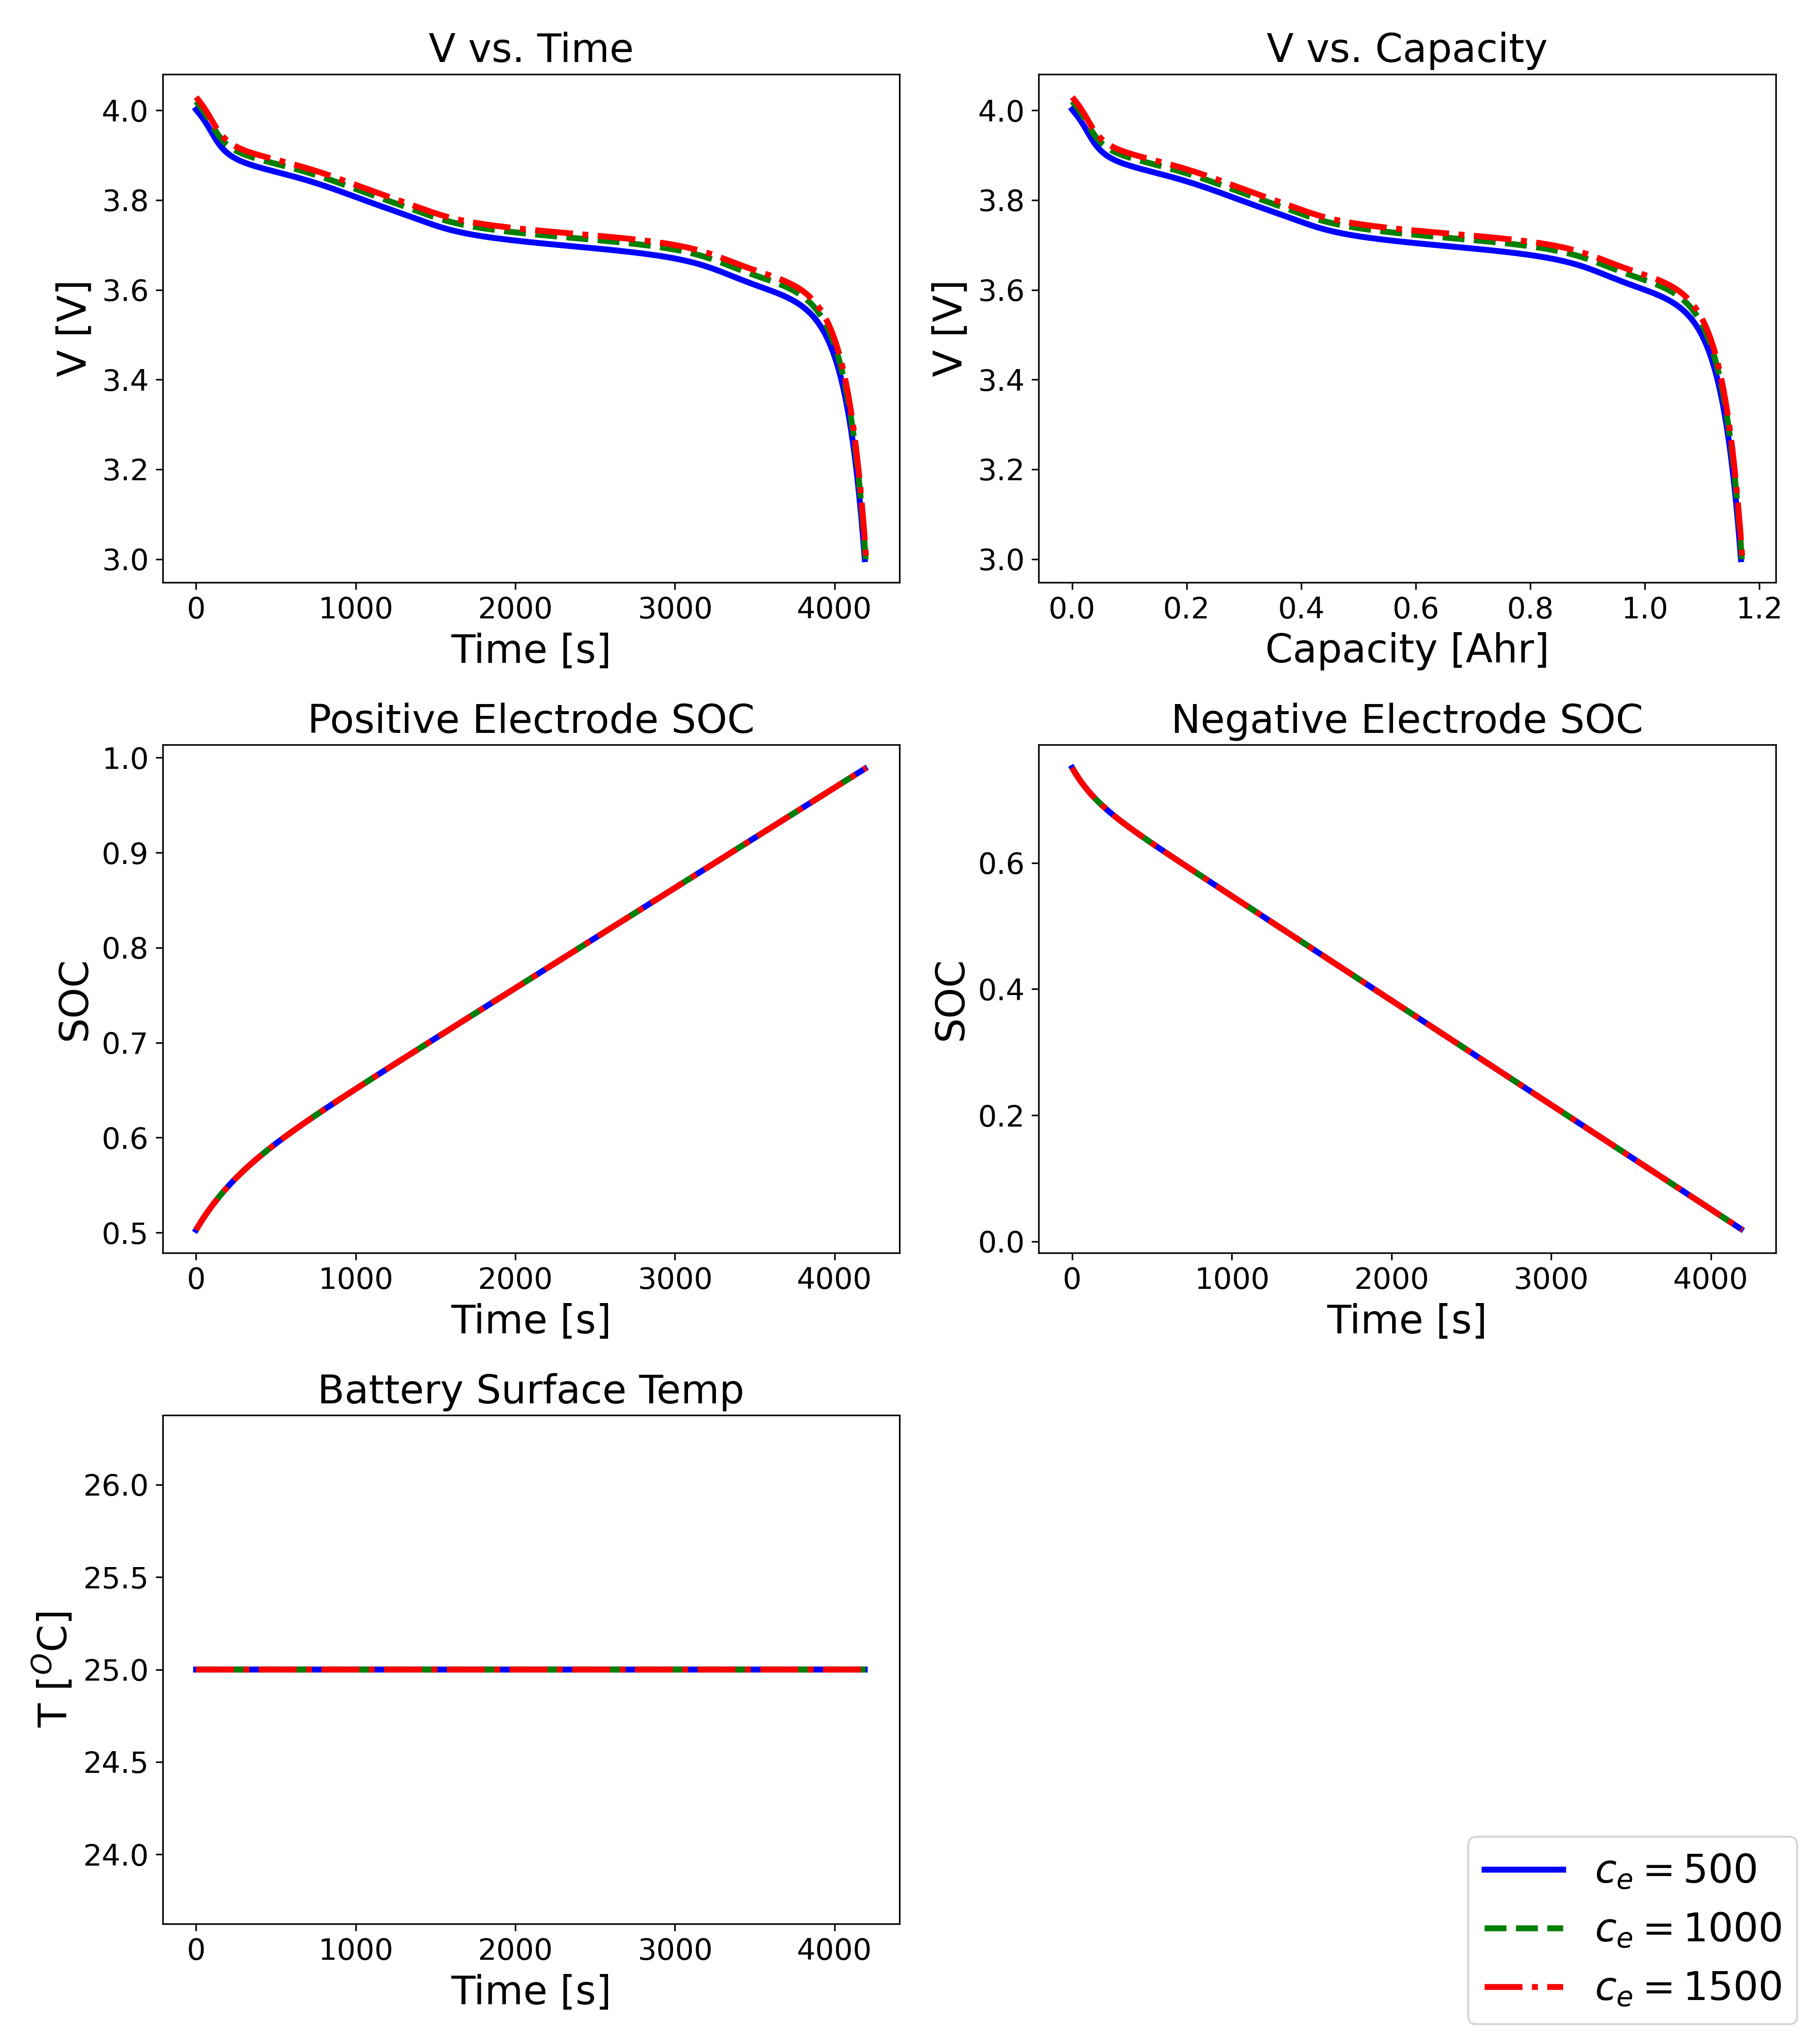 V vs. Time
V [V]
4.0
3.8
3.6
3.4
3.2
3.0
0 1000 2000 3000 4000
Time [s]
V vs. Capacity
V [V]
4.0
3.8
3.6
3.4
3.2
3.0
0.0 0.2 0.4 0.6 0.8 1.0 1.2
Capacity [Ahr]
Positive Electrode SOC
SOC
1.0
0.9
0.8
0.7
0.6
0.5
0 1000 2000 3000 4000
Time [s]
Negative Electrode SOC
SOC
0.6
0.4
0.2
0.0
0 1000 2000 3000 4000
Time [s]
Battery Surface Temp
T [$^{O}$C]
26.0
25.5
25.0
24.5
24.0
0 1000 2000 3000 4000
Time [s]
$c_e = 500$
$c_e = 1000$
$c_e = 1500$